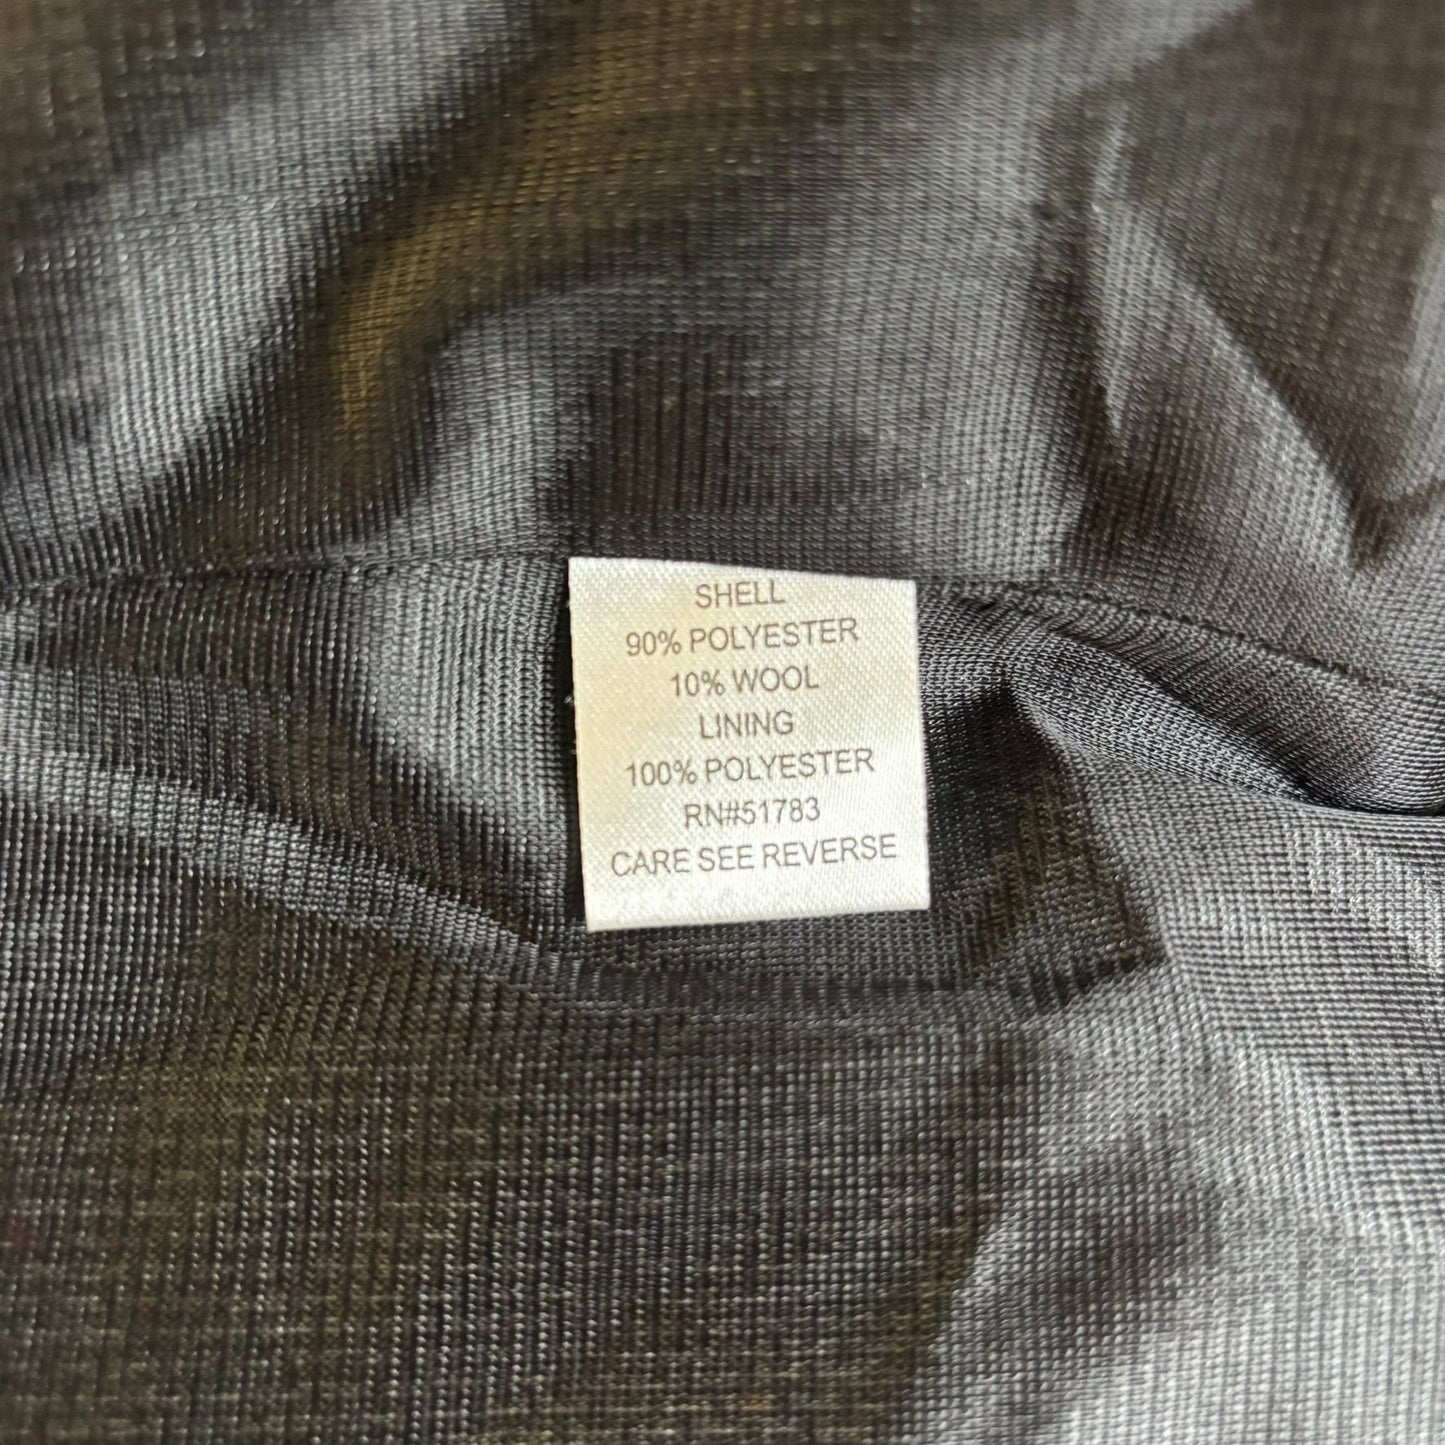 SHELL
90% POLYESTER
10% WOOL
LINING
100% POLYESTER
RN#51783
CARE SEE REVERSE